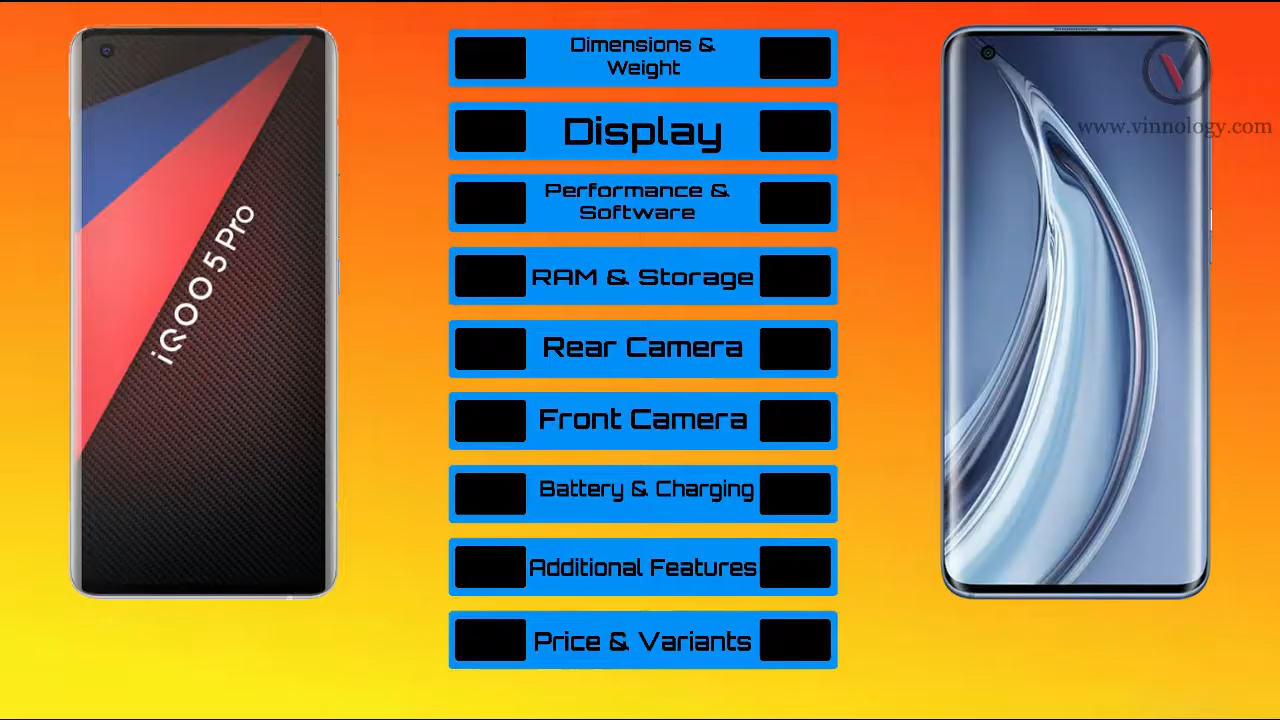 iQOO 5 Pro
Dimensions &
Weight
Display
Performance &
Software
RAM & Storage
Rear Camera
Front Camera
Battery & Charging
Additional Features
Price & Variants
V
www.vinnology.com